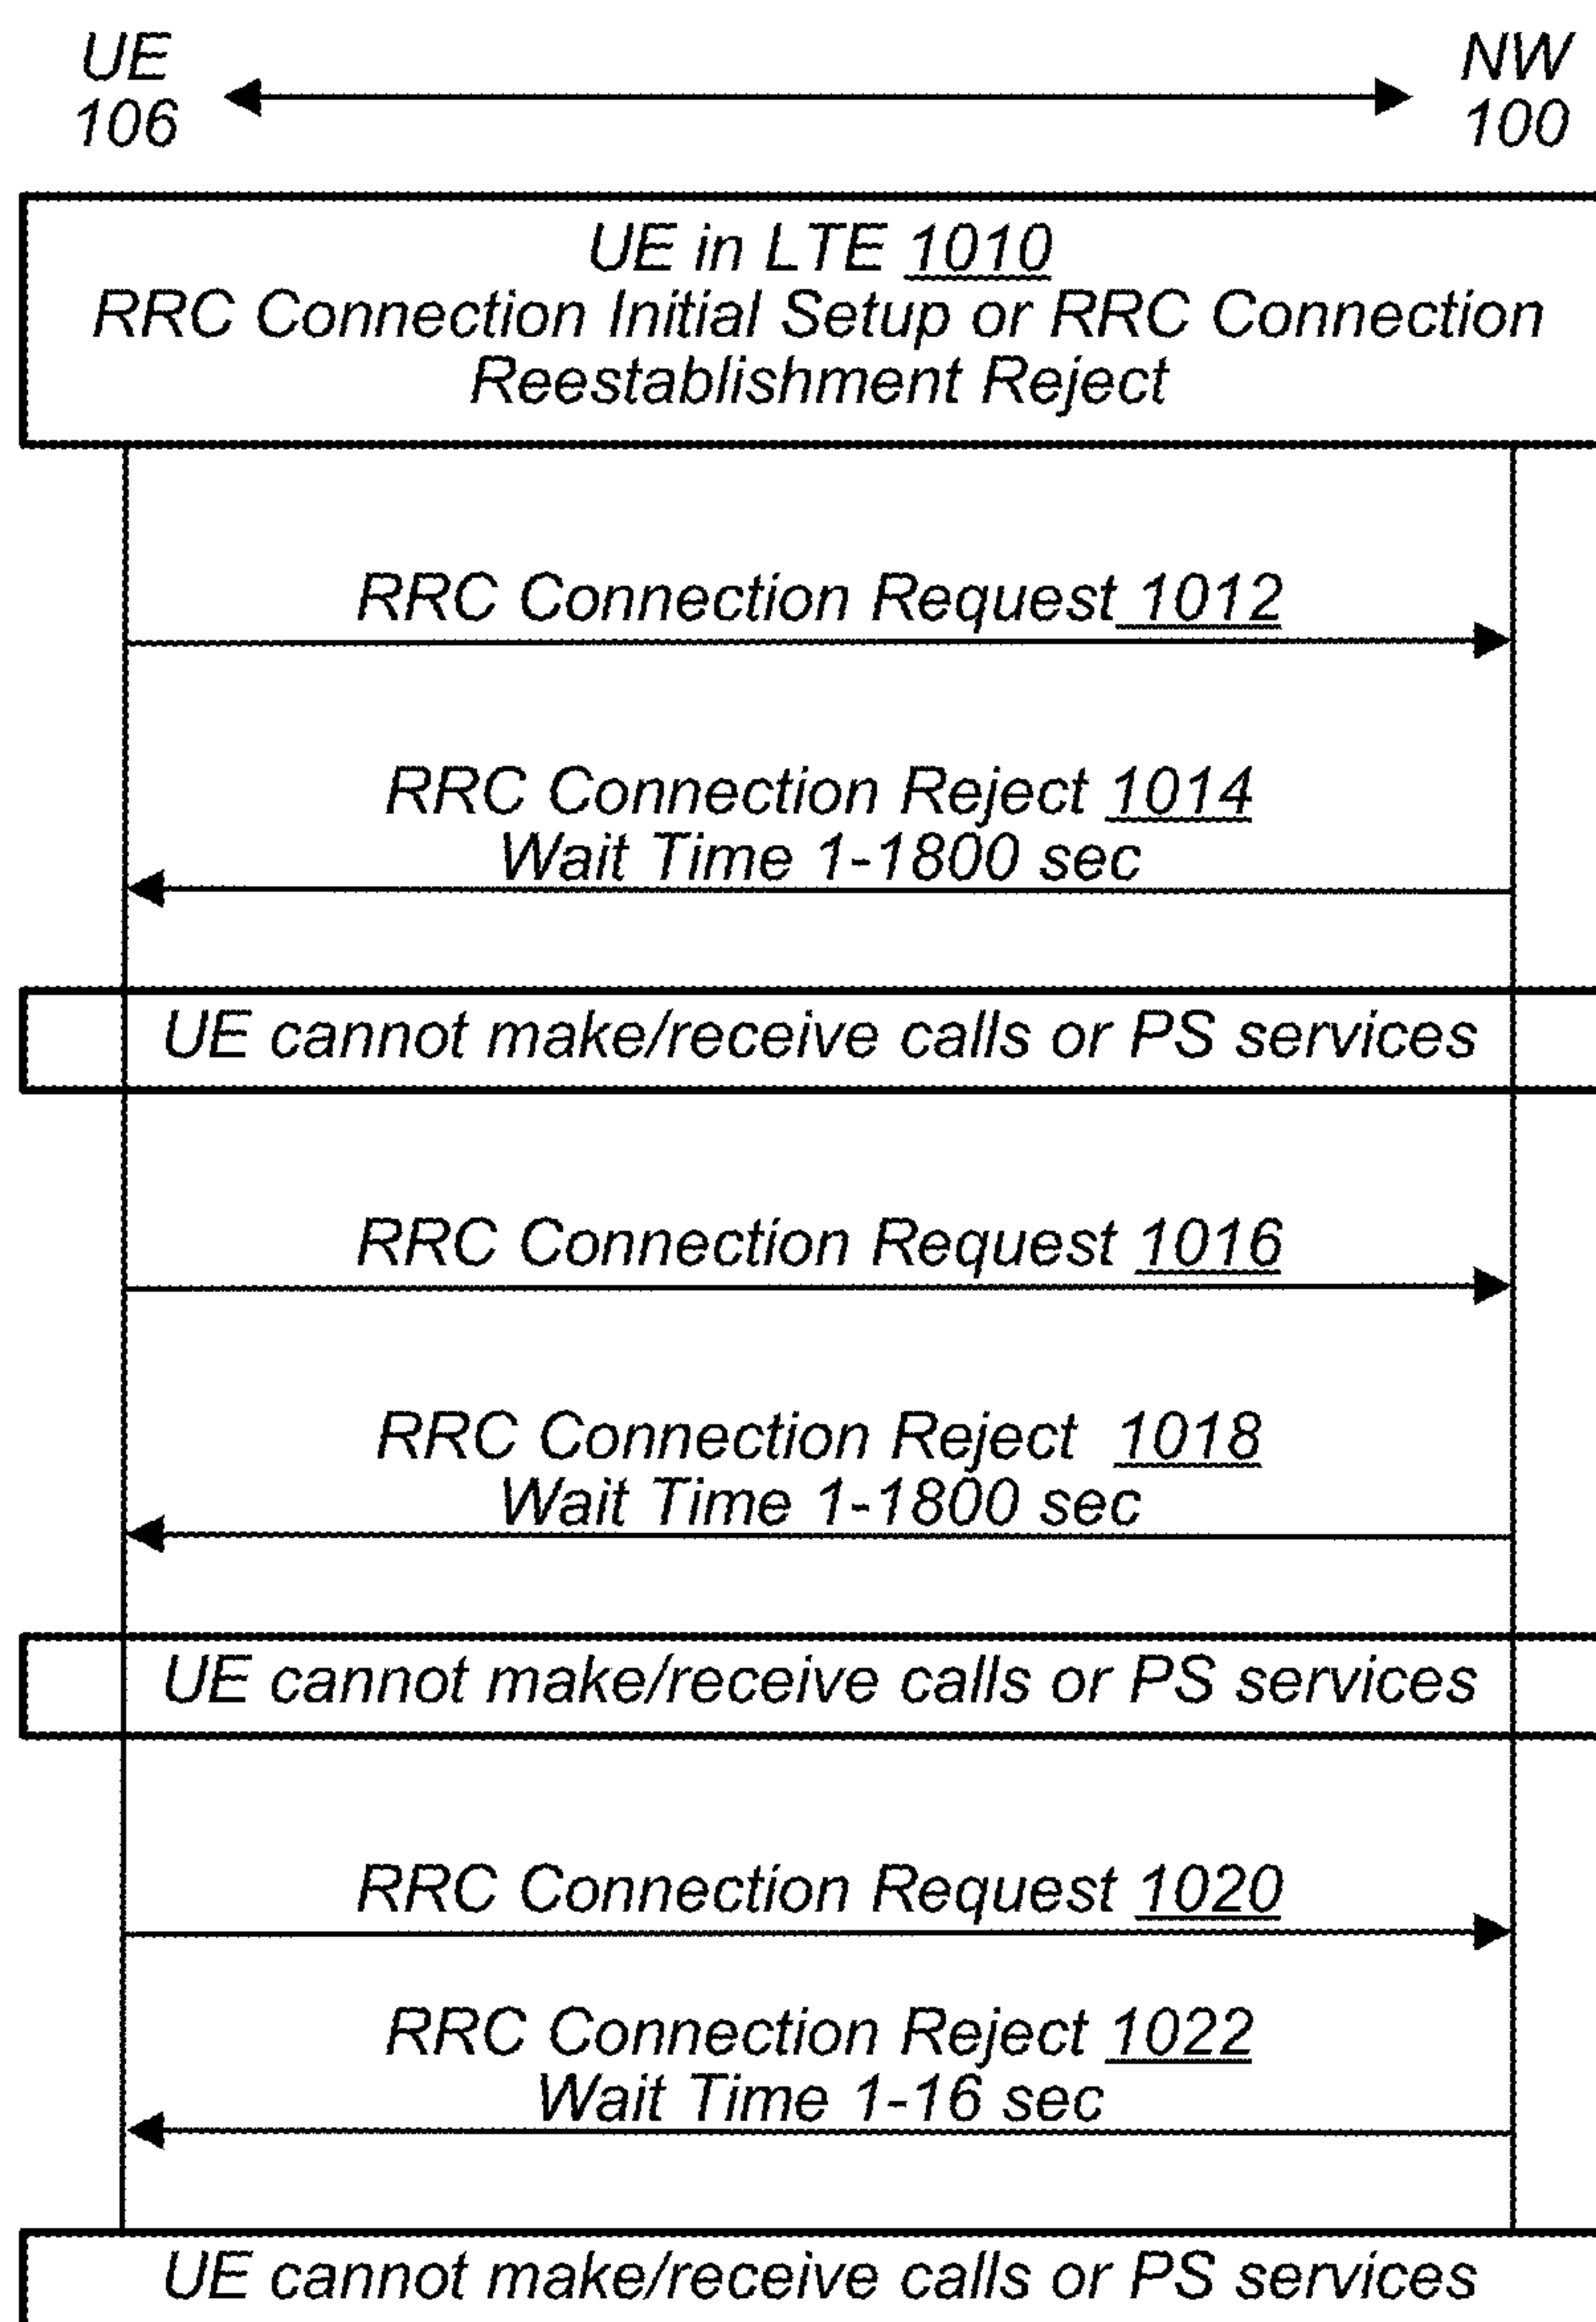 UE
106
NW
100
UE in LTE 1010
RRC Connection Initial Setup or RRC Connection
Reestablishment Reject
RRC Connection Request 1012
RRC Connection Reject 1014
Wait Time 1-1800 sec
UE cannot make/receive calls or PS services
RRC Connection Request 1016
RRC Connection Reject 1018
Wait Time 1-1800 sec
UE cannot make/receive calls or PS services
RRC Connection Request 1020
RRC Connection Reject 1022
Wait Time 1-16 sec
UE cannot make/receive calls or PS services